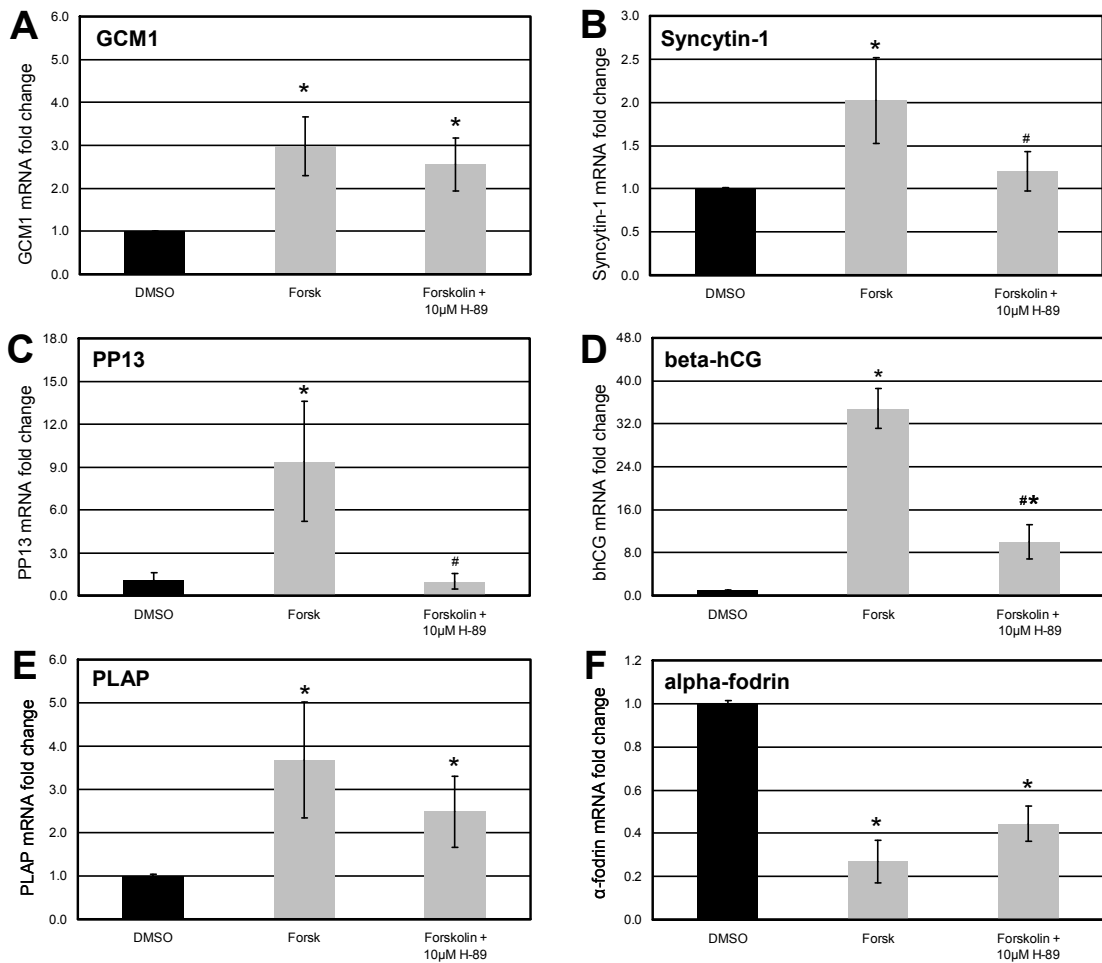 A
GCM1
GCM1 mRNA fold change
6.0
5.0
4.0
3.0
2.0
1.0
0.0
*
*
DMSO
Forsk
Forskolin +
10µM H-89
B
Syncytin-1
Syncytin-1 mRNA fold change
3.0
2.5
2.0
1.5
1.0
0.5
0.0
*
#
DMSO
Forsk
Forskolin +
10µM H-89
C
PP13
PP13 mRNA fold change
18.0
15.0
12.0
9.0
6.0
3.0
0.0
*
#
DMSO
Forsk
Forskolin +
10µM H-89
D
beta-hCG
bhCG mRNA fold change
48.0
40.0
32.0
24.0
16.0
8.0
0.0
*
#*
DMSO
Forsk
Forskolin +
10µM H-89
E
PLAP
PLAP mRNA fold change
6.0
5.0
4.0
3.0
2.0
1.0
0.0
*
*
DMSO
Forsk
Forskolin +
10µM H-89
F
alpha-fodrin
α-fodrin mRNA fold change
1.2
1.0
0.8
0.6
0.4
0.2
0.0
*
*
DMSO
Forsk
Forskolin +
10µM H-89